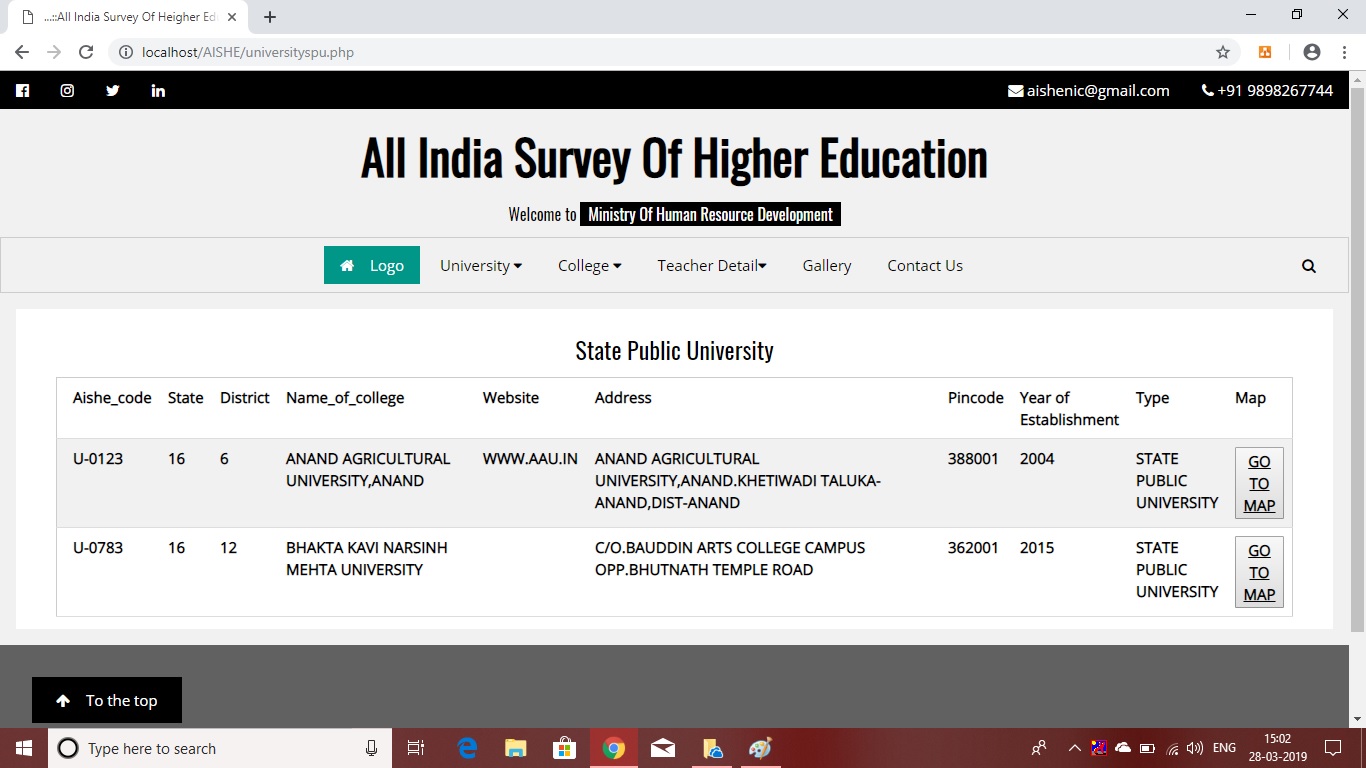 ...::All India Survey Of Heigher Ed
localhost/AISHE/universityspu.php
aishenic@gmail.com +91 9898267744
All India Survey Of Higher Education
Welcome to Ministry Of Human Resource Development
Logo University College Teacher Detail Gallery Contact Us
State Public University
Aishe_code State District Name_of_college Website Address Pincode Year of Type Map
Establishment
U-0123 16 6 ANAND AGRICULTURAL WWW.AAU.IN ANAND AGRICULTURAL 388001 2004 STATE GO
UNIVERSITY,ANAND UNIVERSITY,ANAND.KHETIWADI TALUKA- PUBLIC TO
ANAND,DIST-ANAND UNIVERSITY MAP
U-0783 16 12 BHAKTA KAVI NARSINH C/O.BAUDDIN ARTS COLLEGE CAMPUS 362001 2015 STATE GO
MEHTA UNIVERSITY OPP.BHUTNATH TEMPLE ROAD PUBLIC TO
UNIVERSITY MAP
To the top
Type here to search
ENG 15:02
28-03-2019